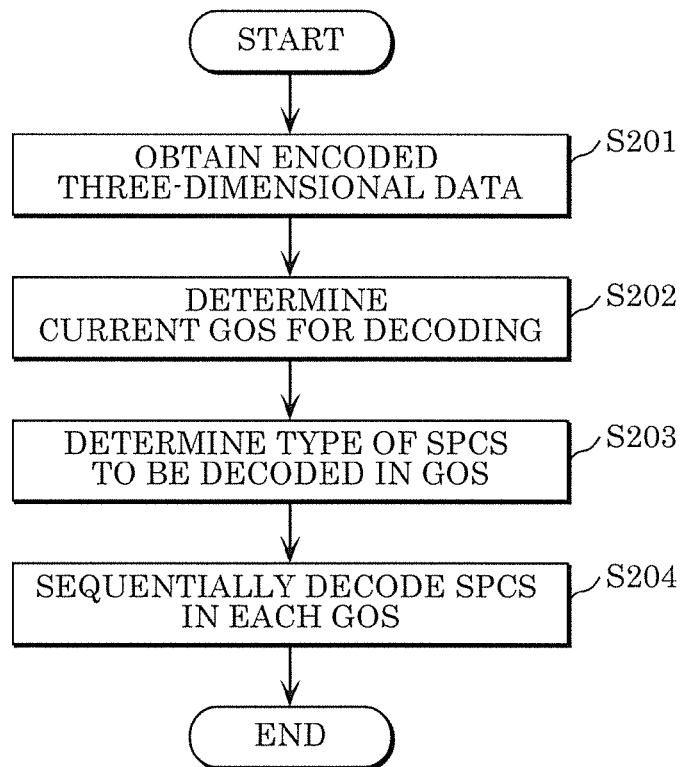 START
OBTAIN ENCODED
THREE-DIMENSIONAL DATA
S201
DETERMINE
CURRENT GOS FOR DECODING
S202
DETERMINE TYPE OF SPCS
TO BE DECODED IN GOS
S203
SEQUENTIALLY DECODE SPCS
IN EACH GOS
S204
END